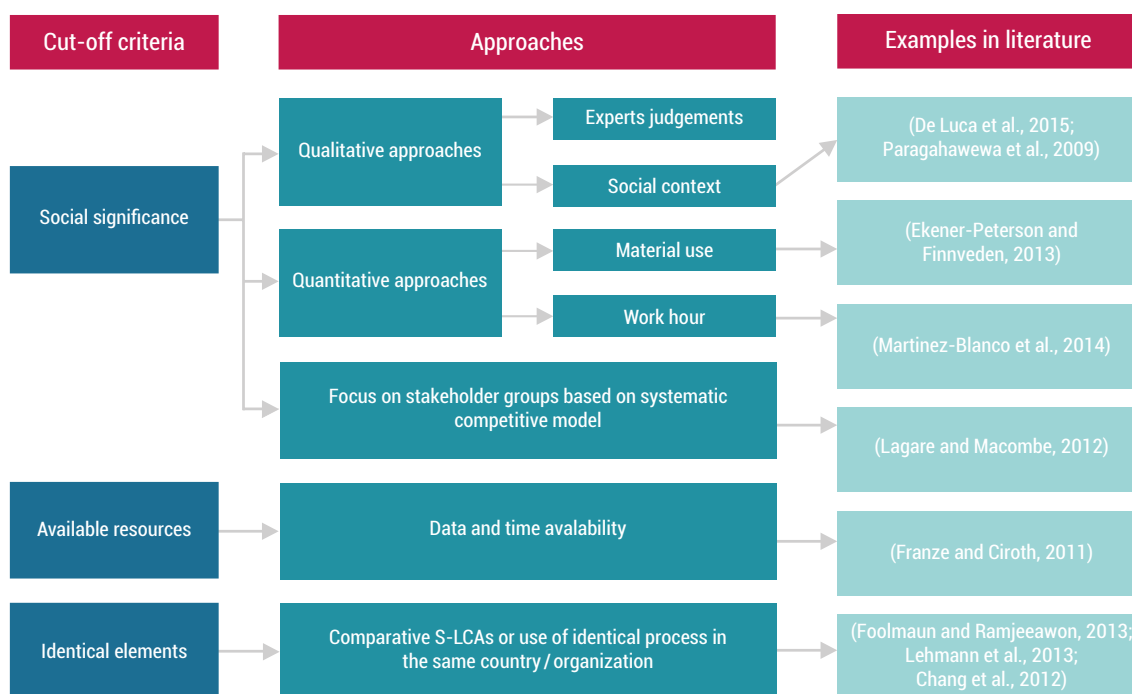 Cut-off criteria
Approaches
Examples in literature
Social significance
Qualitative approaches
Experts judgements
Social context
(De Luca et al., 2015;
Paragahawewa et al., 2009)
Quantitative approaches
Material use
Work hour
(Ekener-Peterson and
Finnveden, 2013)
(Martinez-Blanco et al., 2014)
Focus on stakeholder groups based on systematic
competitive model
(Lagare and Macombe, 2012)
Available resources
Data and time avalability
(Franze and Ciroth, 2011)
Identical elements
Comparative S-LCAs or use of identical process in
the same country / organization
(Foolmaun and Ramjeeawon, 2013;
Lehmann et al., 2013;
Chang et al., 2012)